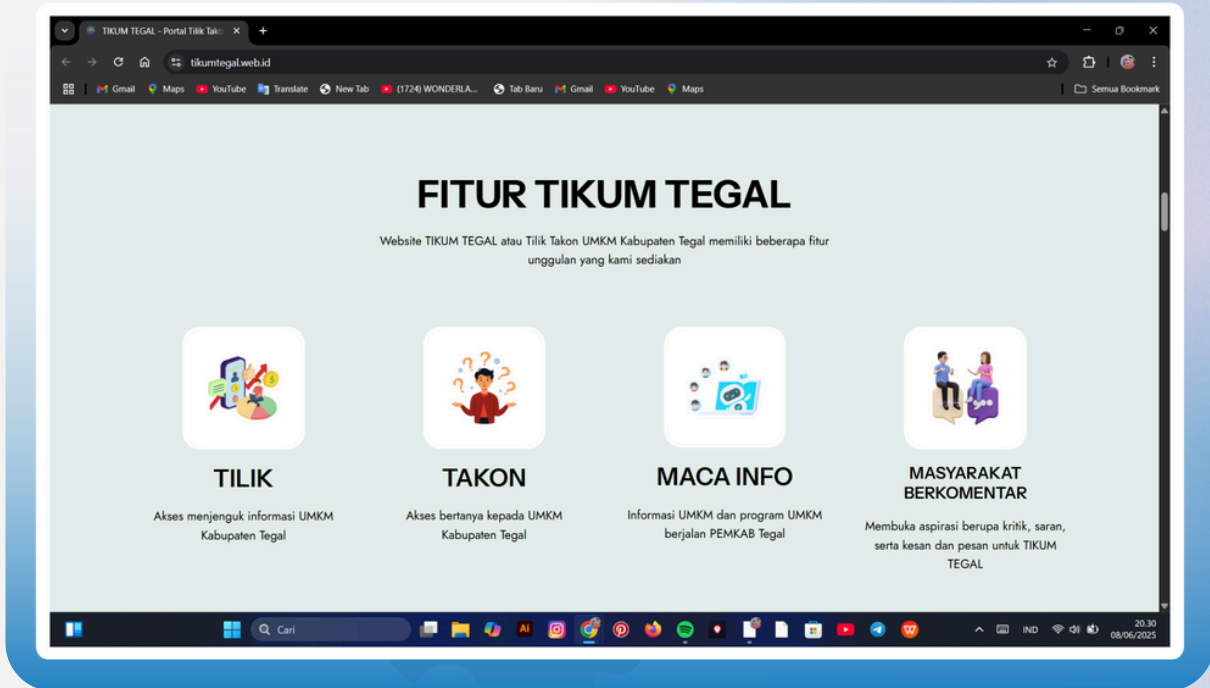 TIKUM TEGAL - Portal Tilik Tako
tikumtegal.web.id
Gmail Maps YouTube Translate New Tab (1724) WONDERLA... Tab Baru Gmail YouTube Maps Semua Bookmark
FITUR TIKUM TEGAL
Website TIKUM TEGAL atau Tilik Takon UMKM Kabupaten Tegal memiliki beberapa fitur
unggulan yang kami sediakan
TILIK
Akses menjenguk informasi UMKM
Kabupaten Tegal
TAKON
Akses bertanya kepada UMKM
Kabupaten Tegal
MACA INFO
Informasi UMKM dan program UMKM
berjalan PEMKAB Tegal
MASYARAKAT
BERKOMENTAR
Membuka aspirasi berupa kritik, saran,
serta kesan dan pesan untuk TIKUM
TEGAL
Cari
Ai
IND
20.30
08/06/2025